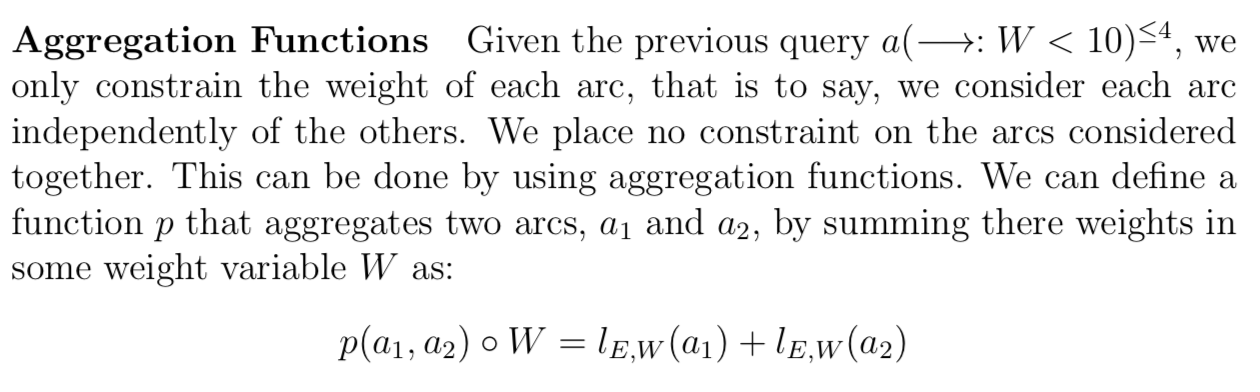 Aggregation Functions Given the previous query a(⟶: W < 10)^{≤4}, we
only constrain the weight of each arc, that is to say, we consider each arc
independently of the others. We place no constraint on the arcs considered
together. This can be done by using aggregation functions. We can define a
function p that aggregates two arcs, a₁ and a₂, by summing there weights in
some weight variable W as:
p(a₁, a₂) ∘ W = l_{E,W}(a₁) + l_{E,W}(a₂)